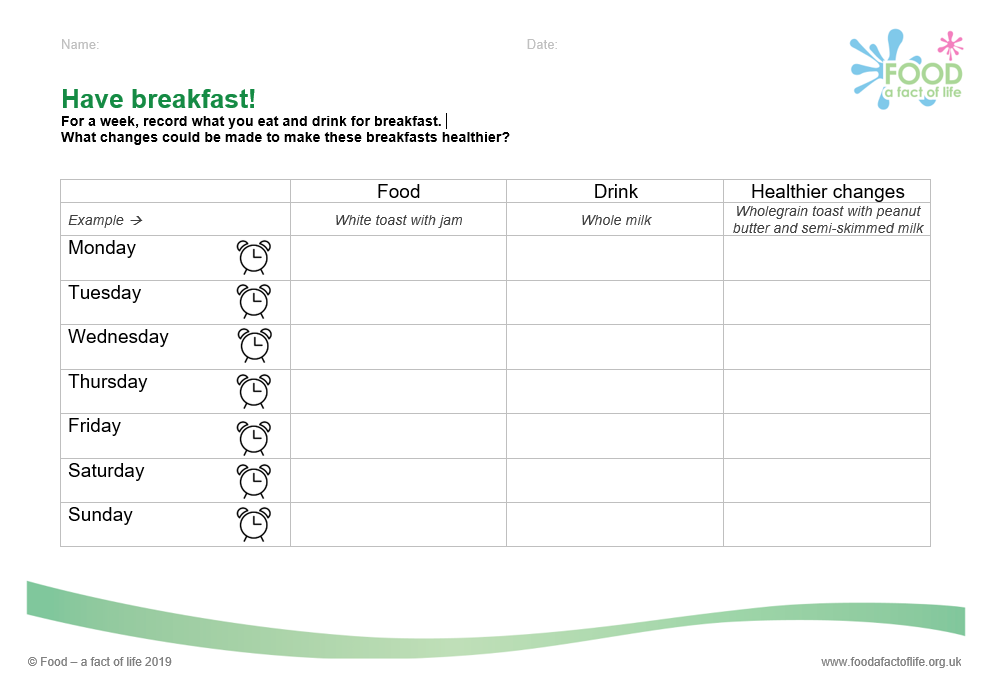 Name:
Date:
FOOD
a fact of life
Have breakfast!
For a week, record what you eat and drink for breakfast.
What changes could be made to make these breakfasts healthier?
Food
Drink
Healthier changes
Example →
White toast with jam
Whole milk
Wholegrain toast with peanut
butter and semi-skimmed milk
Monday
Tuesday
Wednesday
Thursday
Friday
Saturday
Sunday
© Food – a fact of life 2019
www.foodafactoflife.org.uk